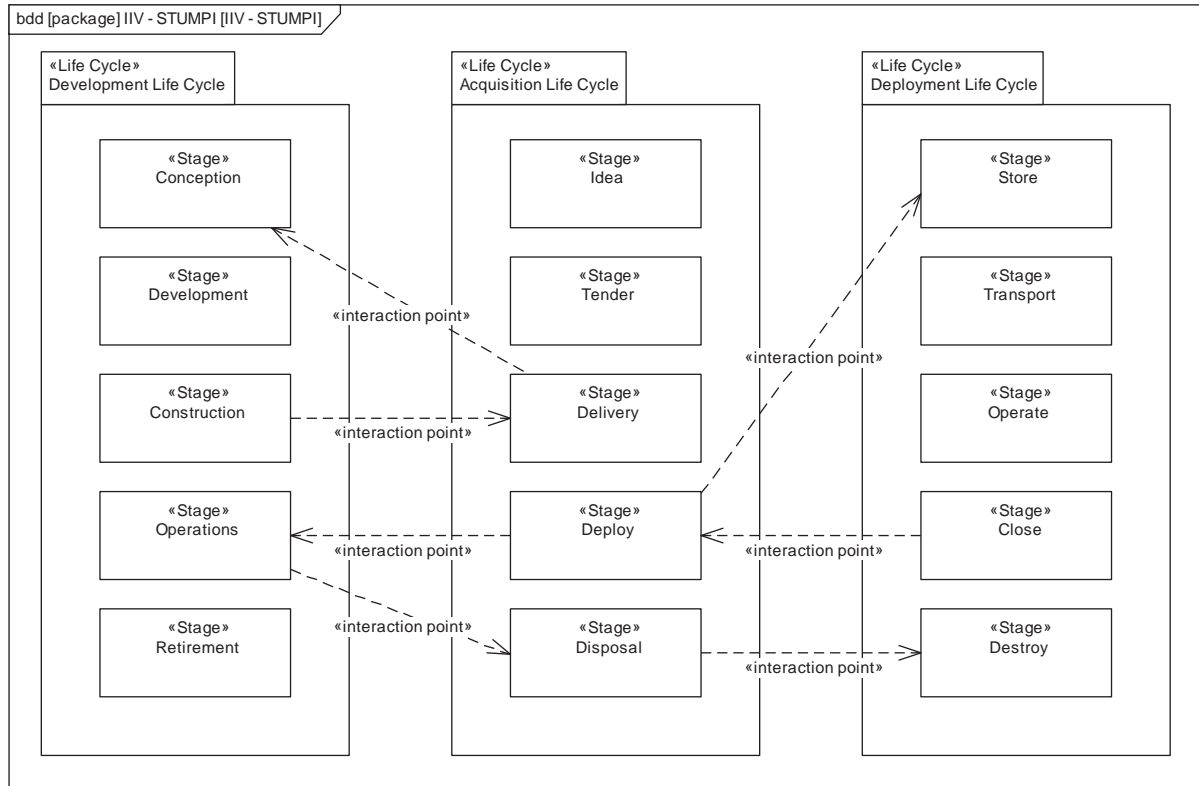 bdd [package] IIV - STUMPI [IIV - STUMPI]
«Life Cycle»
Development Life Cycle
«Stage»
Conception
«Stage»
Development
«Stage»
Construction
«Stage»
Operations
«Stage»
Retirement
«interaction point»
«interaction point»
«interaction point»
«interaction point»
«Life Cycle»
Acquisition Life Cycle
«Stage»
Idea
«Stage»
Tender
«Stage»
Delivery
«Stage»
Deploy
«Stage»
Disposal
«interaction point»
«interaction point»
«interaction point»
«Life Cycle»
Deployment Life Cycle
«Stage»
Store
«Stage»
Transport
«Stage»
Operate
«Stage»
Close
«Stage»
Destroy